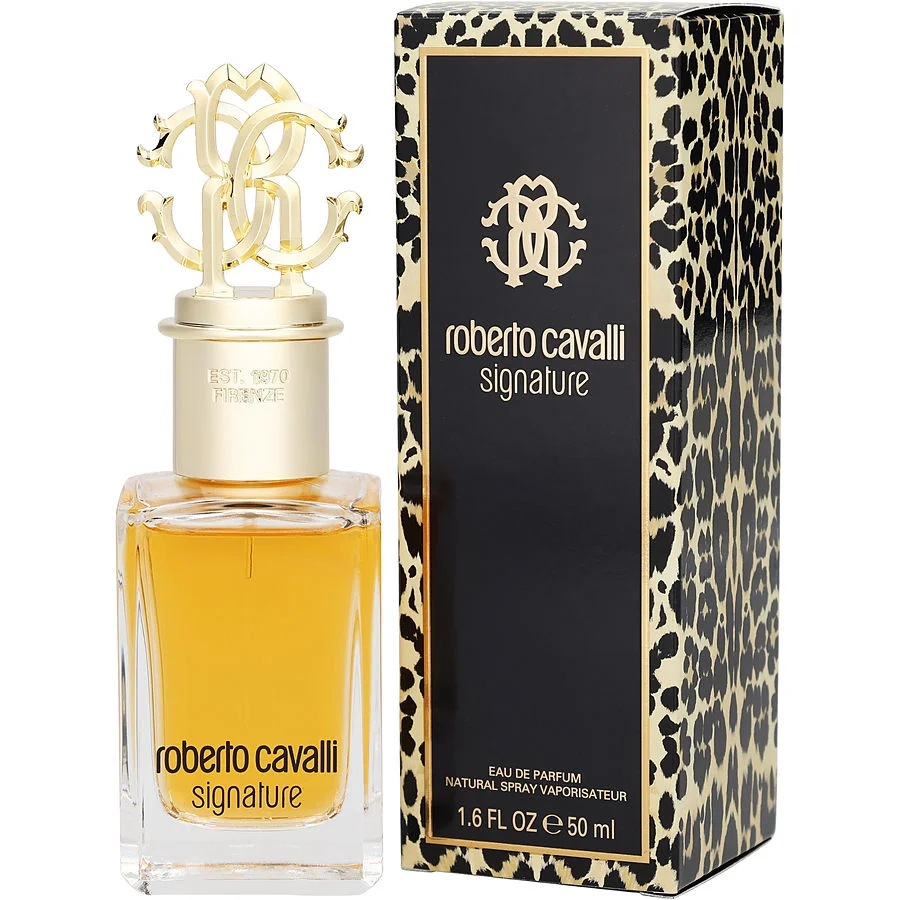 EST. 1970
FIRENZE
roberto cavalli
signature
roberto cavalli
signature
EAU DE PARFUM
NATURAL SPRAY VAPORISATEUR
1.6 FL OZ ℮ 50 ml